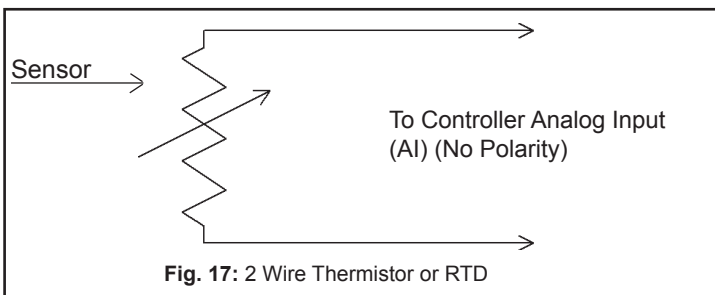 Sensor
To Controller Analog Input
(AI) (No Polarity)
Fig. 17: 2 Wire Thermistor or RTD